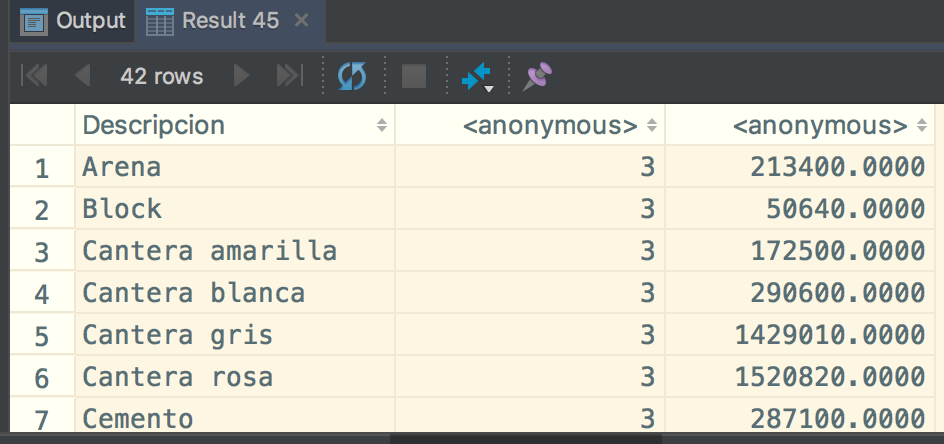 Output Result 45
42 rows
Descripcion <anonymous> <anonymous>
1 Arena 3 213400.0000
2 Block 3 50640.0000
3 Cantera amarilla 3 172500.0000
4 Cantera blanca 3 290600.0000
5 Cantera gris 3 1429010.0000
6 Cantera rosa 3 1520820.0000
7 Cemento 3 287100.0000